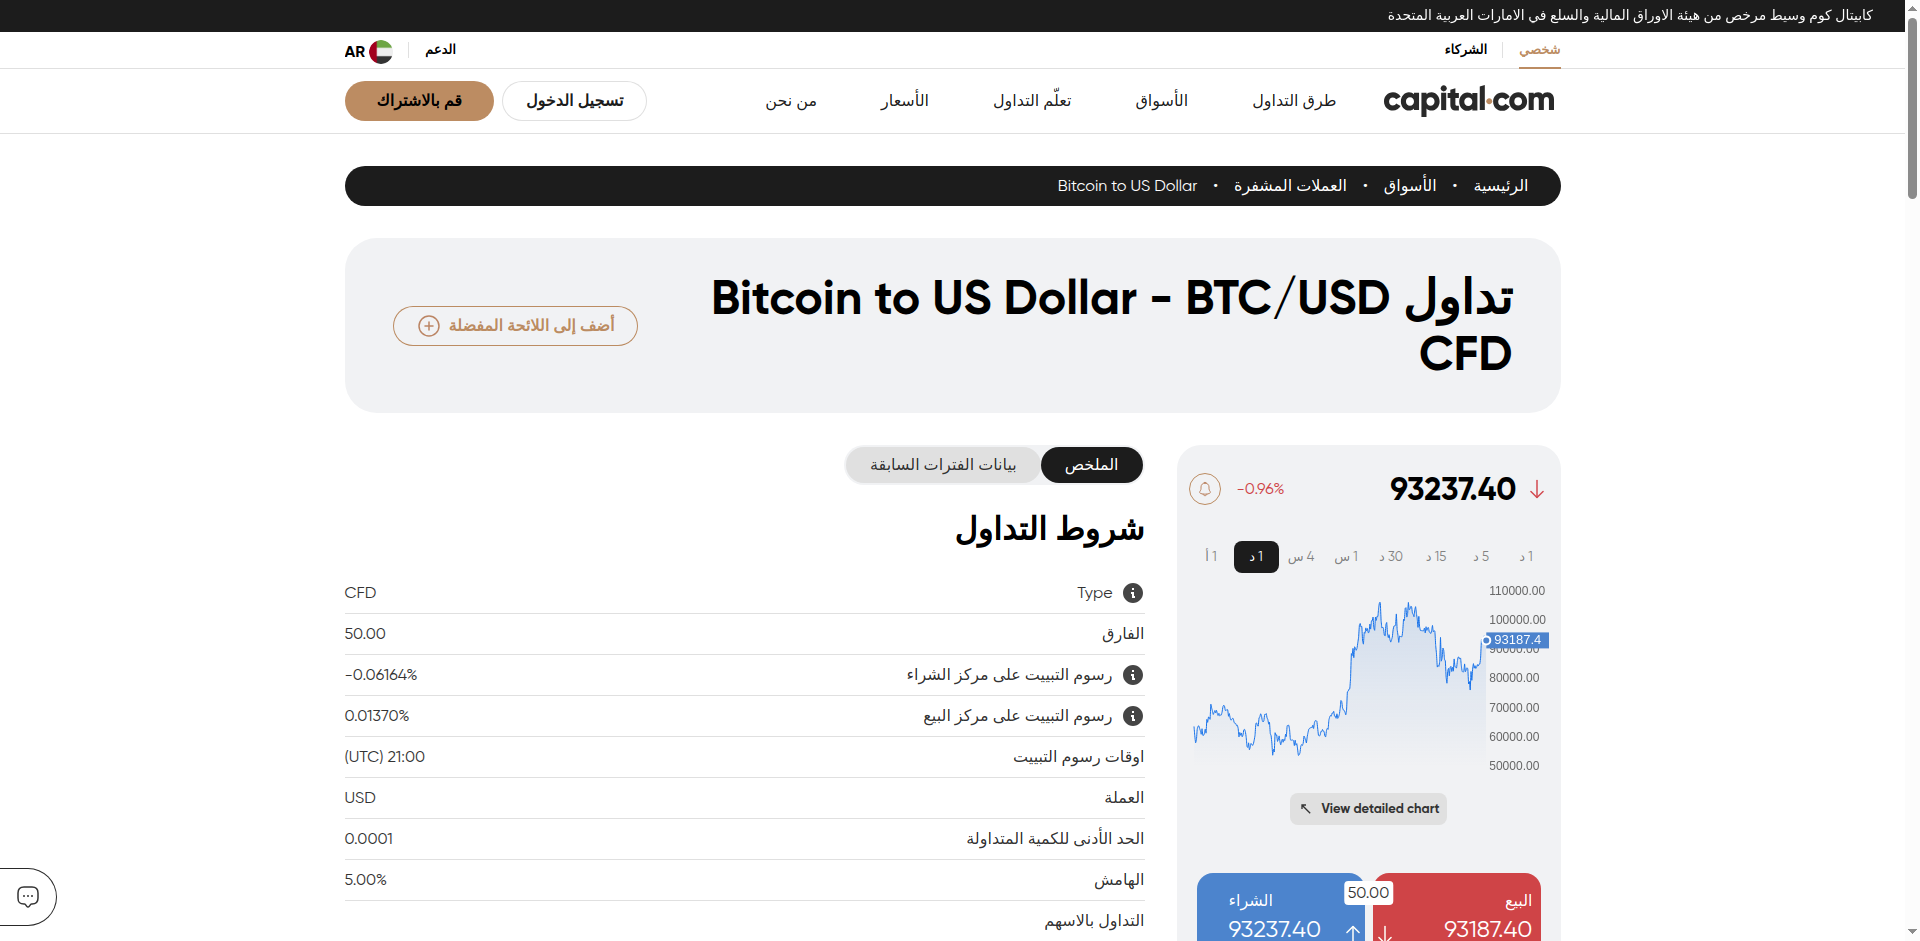 كابيتال كوم وسيط مرخص من هيئة الاوراق المالية والسلع في الامارات العربية المتحدة
شخصي
الشركاء
الدعم
AR
capital.com
طرق التداول
الأسواق
تعلّم التداول
الأسعار
من نحن
تسجيل الدخول
قم بالاشتراك
الرئيسية • الأسواق • العملات المشفرة • Bitcoin to US Dollar
تداول Bitcoin to US Dollar - BTC/USD
CFD
أضف إلى اللائحة المفضلة
93237.40
-0.96%
1 د
5 د
15 د
30 د
1 س
4 س
1 د
1 أ
110000.00
100000.00
93187.4
90000.00
80000.00
70000.00
60000.00
50000.00
View detailed chart
50.00
البيع
93187.40
الشراء
93237.40
الملخص
بيانات الفترات السابقة
شروط التداول
Type CFD
الفارق 50.00
رسوم التبييت على مركز الشراء -0.06164%
رسوم التبييت على مركز البيع 0.01370%
اوقات رسوم التبييت 21:00 (UTC)
العملة USD
الحد الأدنى للكمية المتداولة 0.0001
الهامش 5.00%
التداول بالاسهم